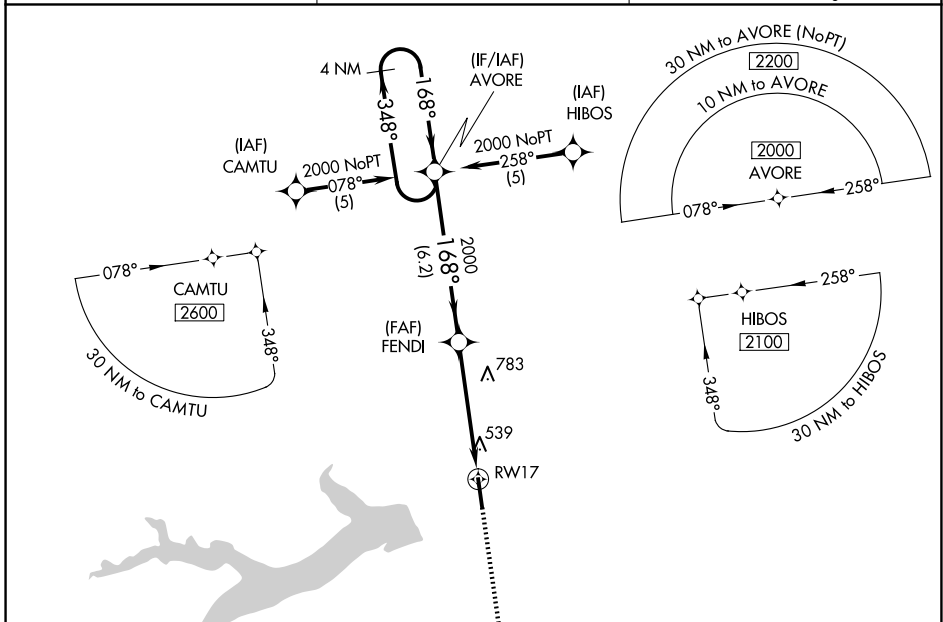 30 NM to AVORE (NoPT)
2200
10 NM to AVORE
2000
AVORE
078°
258°
4 NM
348°
168°
(IF/IAF)
AVORE
(IAF)
HIBOS
2000 NoPT
258°
(5)
(IAF)
CAMTU
2000 NoPT
078°
(5)
2000
168°
(6.2)
078°
CAMTU
2600
348°
30 NM to CAMTU
(FAF)
FENDI
783
539
RW17
258°
HIBOS
2100
348°
30 NM to HIBOS